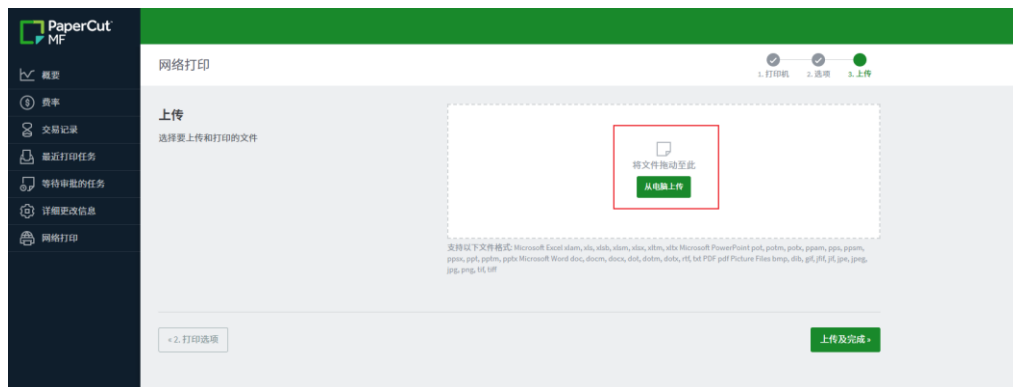 PaperCut
MF
概要
费率
交易记录
最近打印任务
等待审批的任务
详细更改信息
网络打印
网络打印
1. 打印机
2. 选项
3. 上传
上传
选择要上传和打印的文件
将文件拖动至此
从电脑上传
支持以下文件格式: Microsoft Excel xlam, xls, xlsb, xlsm, xlsx, xltm, xltx Microsoft PowerPoint pot, potm, potx, ppam, pps, ppsm,
ppsx, ppt, pptm, pptx Microsoft Word doc, docm, docx, dot, dotm, dotx, rtf, txt PDF pdf Picture Files bmp, dib, gif, jfif, jif, jpe, jpeg,
jpg, png, tif, tiff
« 2. 打印选项
上传及完成 »